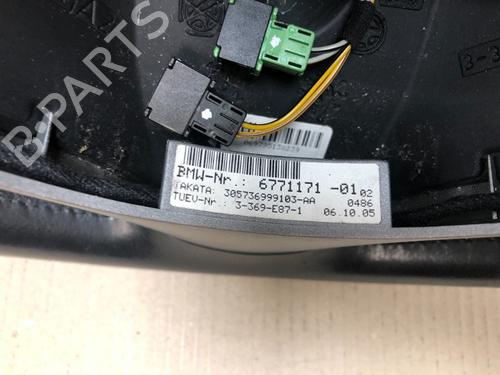 BMW-Nr.: 6771171 -01 02
TAKATA: 305736999103-AA 0486
TUEV-Nr.: 3-369-E87-1 06.10.05
B-PARTS